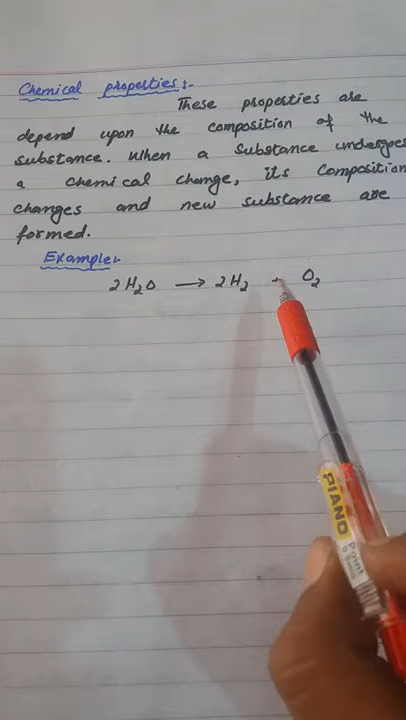 Chemical properties:-
These properties are
depend upon the composition of the
substance. When a substance undergoes
a chemical change, its composition
changes and new substance are
formed.
Example:-
2H₂O → 2H₂ + O₂
PIANO
Point